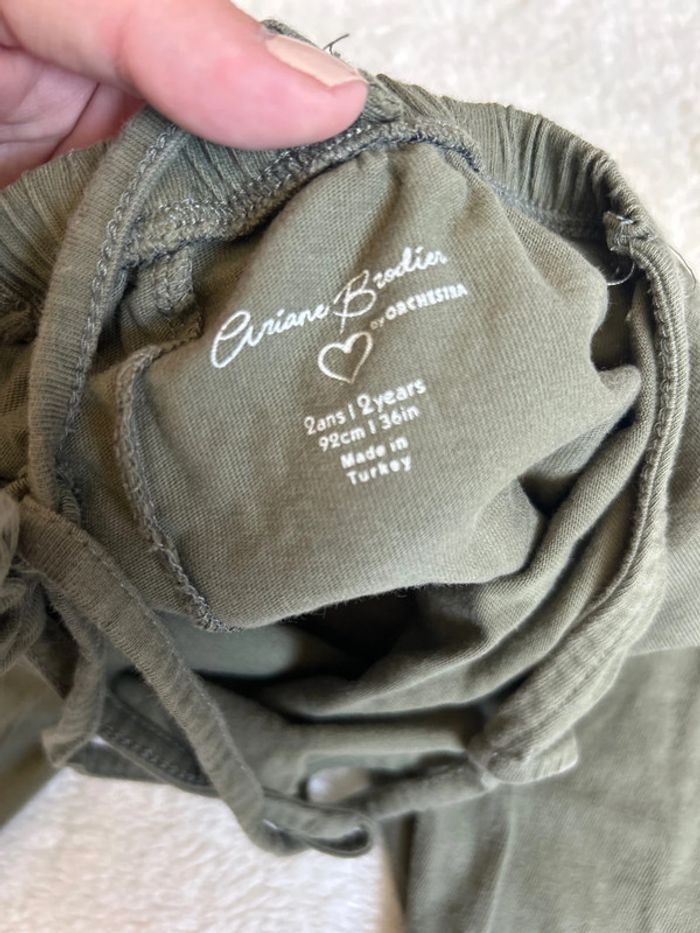 Ariane Brodier
by ORCHESTRA
2ans | 2years
92cm | 36in
Made in
Turkey